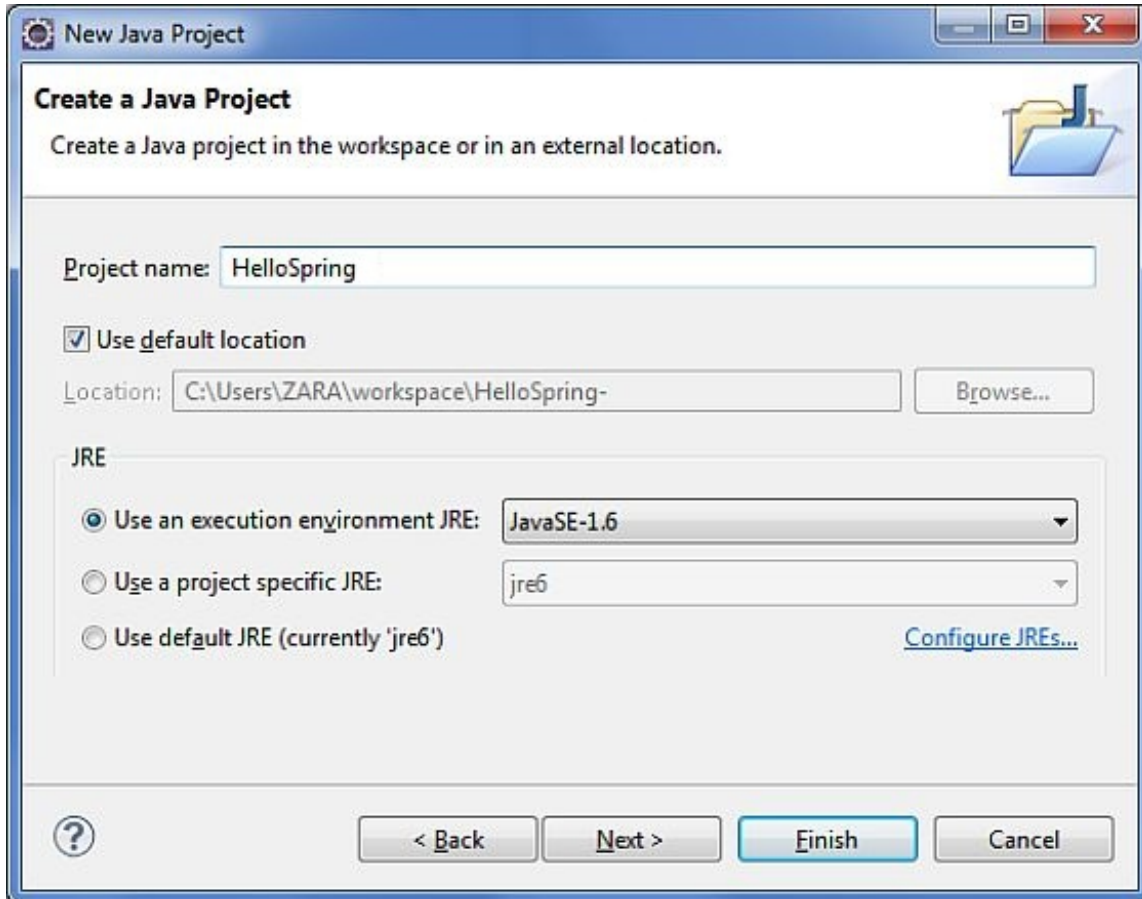 New Java Project
Create a Java Project
Create a Java project in the workspace or in an external location.
Project name: HelloSpring
Use default location
Location: C:\Users\ZARA\workspace\HelloSpring- Browse...
JRE
Use an execution environment JRE: JavaSE-1.6
Use a project specific JRE: jre6
Use default JRE (currently 'jre6') Configure JREs...
? < Back Next > Finish Cancel